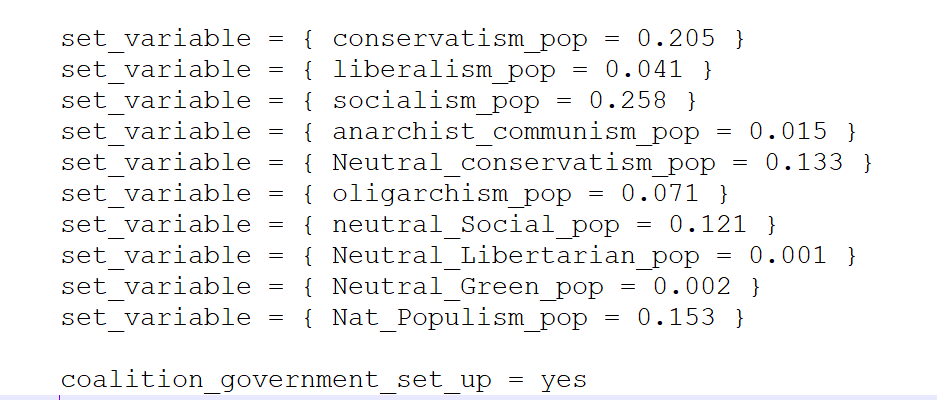 set_variable = { conservatism_pop = 0.205 }
set_variable = { liberalism_pop = 0.041 }
set_variable = { socialism_pop = 0.258 }
set_variable = { anarchist_communism_pop = 0.015 }
set_variable = { Neutral_conservatism_pop = 0.133 }
set_variable = { oligarchism_pop = 0.071 }
set_variable = { neutral_Social_pop = 0.121 }
set_variable = { Neutral_Libertarian_pop = 0.001 }
set_variable = { Neutral_Green_pop = 0.002 }
set_variable = { Nat_Populism_pop = 0.153 }
coalition_government_set_up = yes